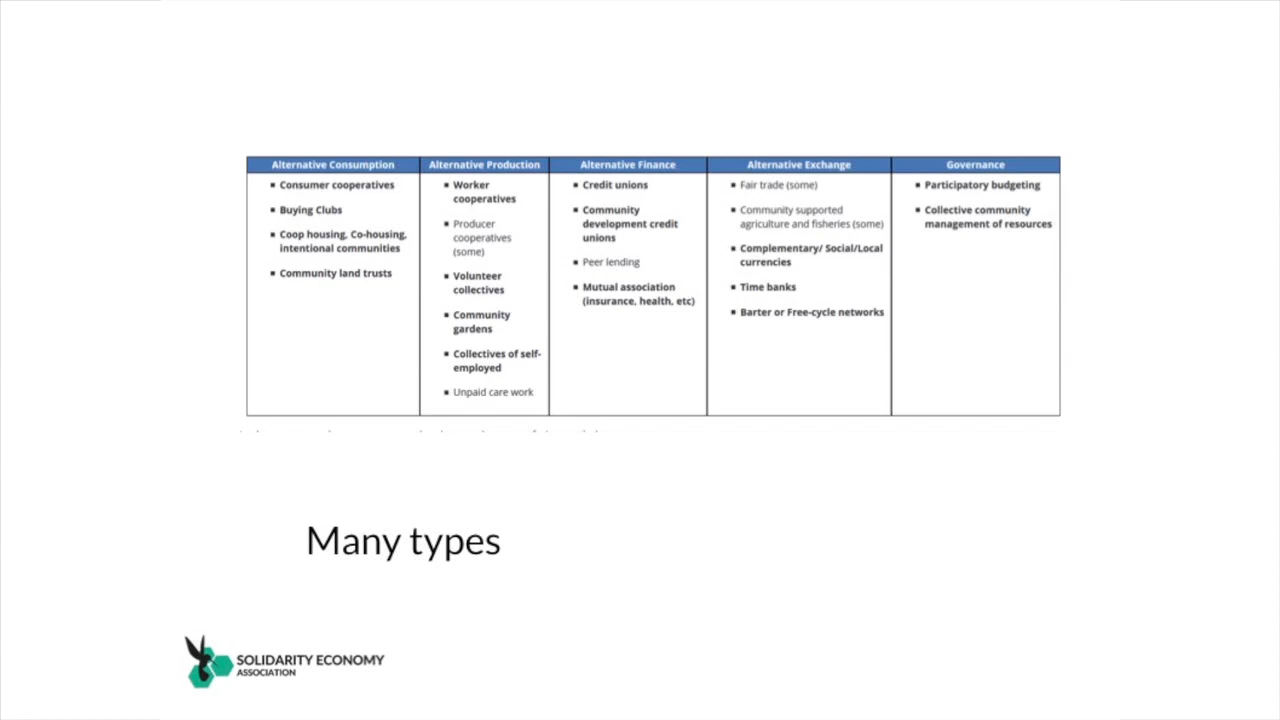 Alternative Consumption
Consumer cooperatives
Buying Clubs
Coop housing, Co-housing,
intentional communities
Community land trusts
Alternative Production
Worker
cooperatives
Producer
cooperatives
(some)
Volunteer
collectives
Community
gardens
Collectives of self-
employed
Unpaid care work
Alternative Finance
Credit unions
Community
development credit
unions
Peer lending
Mutual association
(insurance, health, etc)
Alternative Exchange
Fair trade (some)
Community supported
agriculture and fisheries (some)
Complementary/ Social/Local
currencies
Time banks
Barter or Free-cycle networks
Governance
Participatory budgeting
Collective community
management of resources
Many types
SOLIDARITY ECONOMY
ASSOCIATION